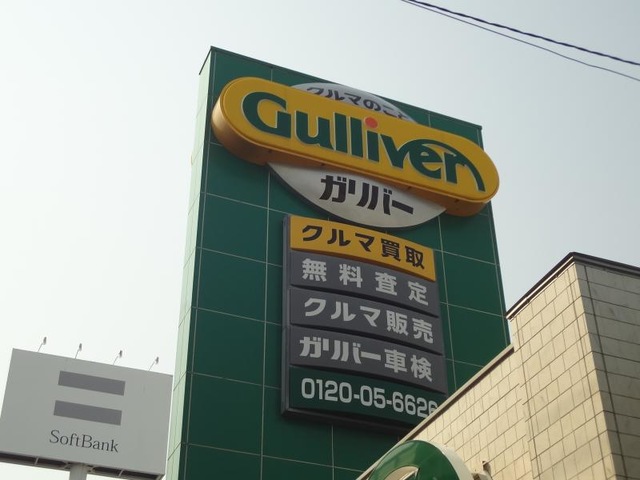 クルマのこと
Gulliver
ガリバー
クルマ買取
無料査定
クルマ販売
ガリバー車検
0120-05-6626
SoftBank